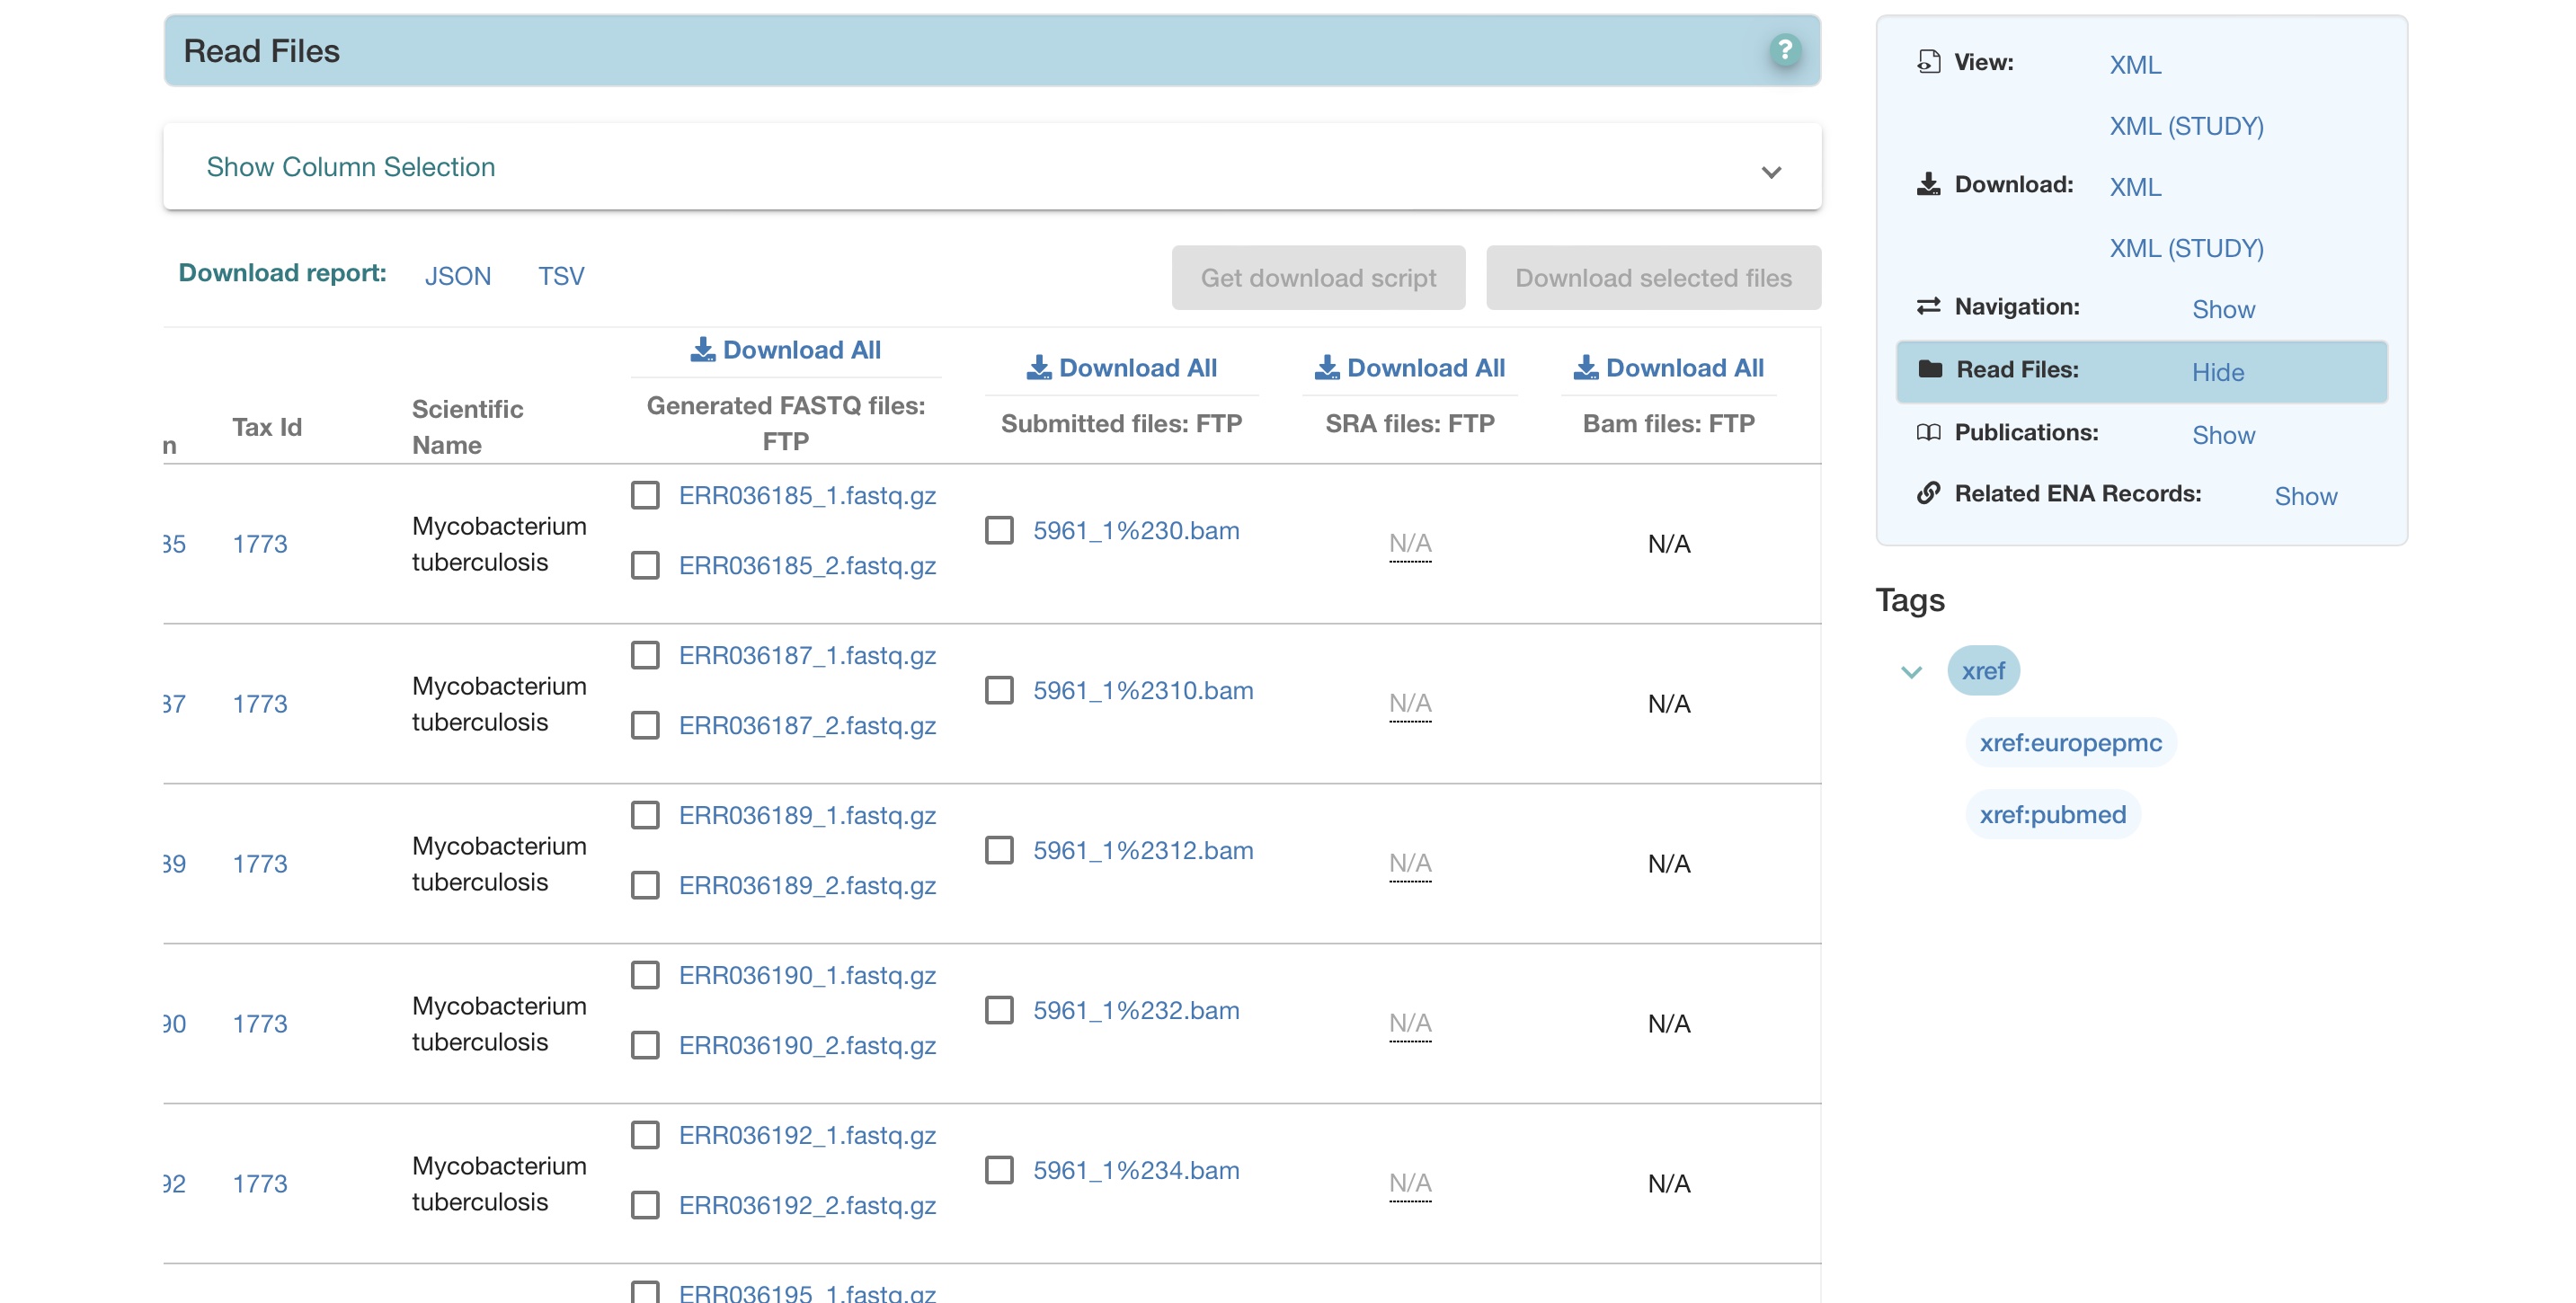 Read Files
?
Show Column Selection
Download report: JSON TSV
Get download script
Download selected files
Download All
Download All
Download All
Download All
n
Tax Id
Scientific
Name
Generated FASTQ files:
FTP
Submitted files: FTP
SRA files: FTP
Bam files: FTP
35
1773
Mycobacterium
tuberculosis
ERR036185_1.fastq.gz
ERR036185_2.fastq.gz
5961_1%230.bam
N/A
N/A
37
1773
Mycobacterium
tuberculosis
ERR036187_1.fastq.gz
ERR036187_2.fastq.gz
5961_1%2310.bam
N/A
N/A
39
1773
Mycobacterium
tuberculosis
ERR036189_1.fastq.gz
ERR036189_2.fastq.gz
5961_1%2312.bam
N/A
N/A
90
1773
Mycobacterium
tuberculosis
ERR036190_1.fastq.gz
ERR036190_2.fastq.gz
5961_1%232.bam
N/A
N/A
92
1773
Mycobacterium
tuberculosis
ERR036192_1.fastq.gz
ERR036192_2.fastq.gz
5961_1%234.bam
N/A
N/A
ERR036195_1.fastq.gz
View: XML
XML (STUDY)
Download: XML
XML (STUDY)
Navigation: Show
Read Files: Hide
Publications: Show
Related ENA Records: Show
Tags
xref
xref:europepmc
xref:pubmed